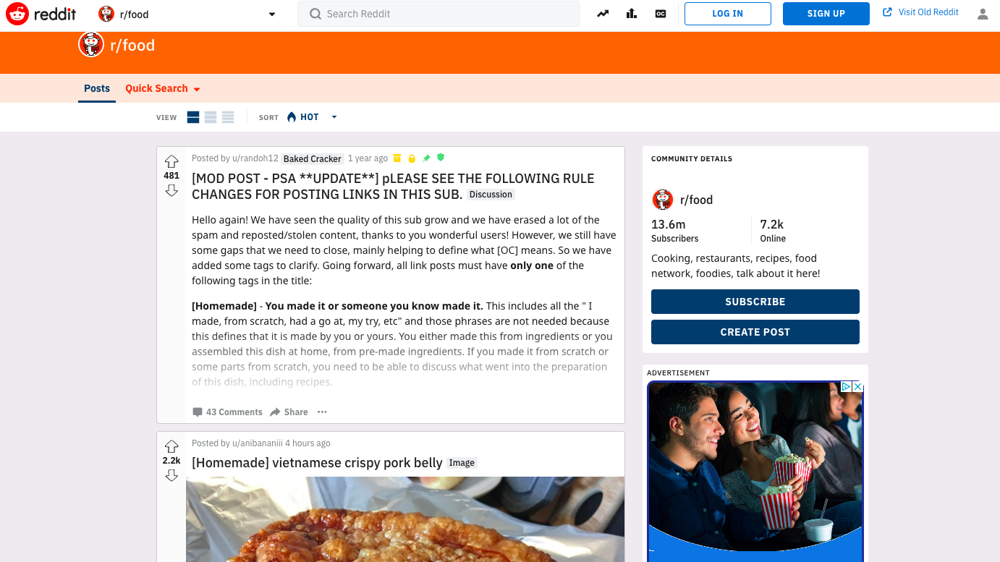 reddit
r/food
Search Reddit
OC
LOG IN
SIGN UP
Visit Old Reddit
r/food
Posts
Quick Search
VIEW
SORT
HOT
481
Posted by u/randoh12 Baked Cracker 1 year ago
[MOD POST - PSA **UPDATE**] pLEASE SEE THE FOLLOWING RULE
CHANGES FOR POSTING LINKS IN THIS SUB. Discussion
Hello again! We have seen the quality of this sub grow and we have erased a lot of the
spam and reposted/stolen content, thanks to you wonderful users! However, we still have
some gaps that we need to close, mainly helping to define what [OC] means. So we have
added some tags to clarify. Going forward, all link posts must have only one of the
following tags in the title:
[Homemade] - You made it or someone you know made it. This includes all the " I
made, from scratch, had a go at, my try, etc" and those phrases are not needed because
this defines that it is made by you or yours. You either made this from ingredients or you
assembled this dish at home, from pre-made ingredients. If you made it from scratch or
some parts from scratch, you need to be able to discuss what went into the preparation
of this dish, including recipes.
43 Comments
Share
2.2k
Posted by u/anibananiii 4 hours ago
[Homemade] vietnamese crispy pork belly Image
COMMUNITY DETAILS
r/food
13.6m
Subscribers
7.2k
Online
Cooking, restaurants, recipes, food
network, foodies, talk about it here!
SUBSCRIBE
CREATE POST
ADVERTISEMENT